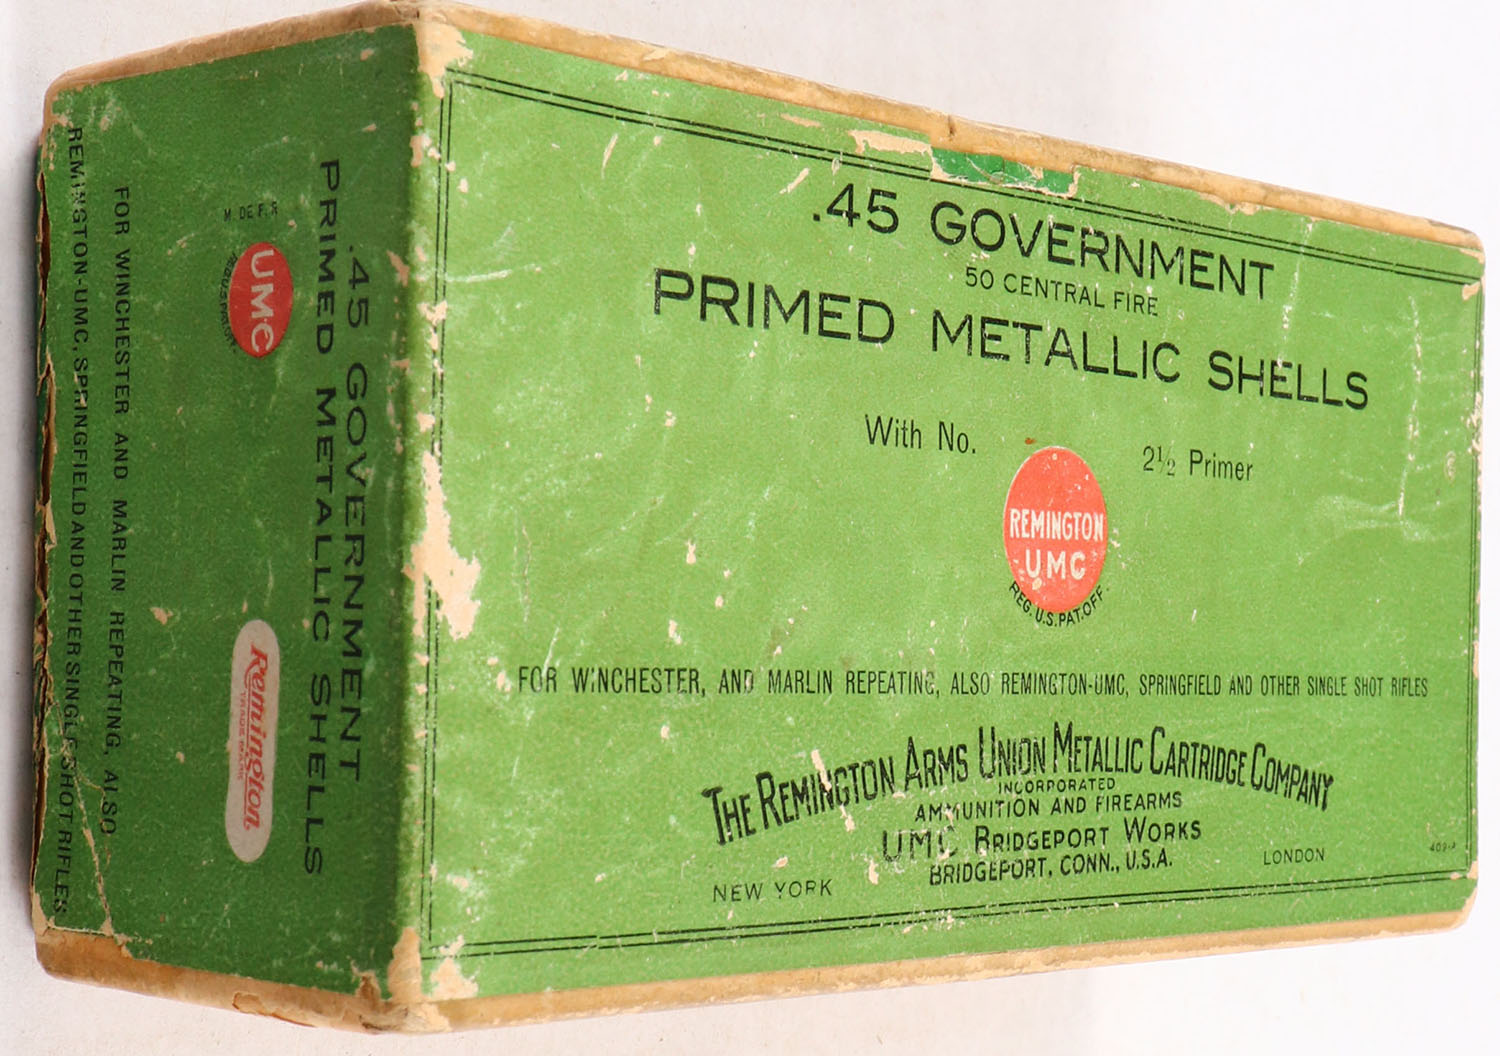 .45 GOVERNMENT
50 CENTRAL FIRE
PRIMED METALLIC SHELLS
With No. 2½ Primer
REMINGTON
UMC
REG. U.S. PAT. OFF.
FOR WINCHESTER, AND MARLIN REPEATING, ALSO REMINGTON-UMC, SPRINGFIELD AND OTHER SINGLE SHOT RIFLES
THE REMINGTON ARMS UNION METALLIC CARTRIDGE COMPANY
INCORPORATED
AMMUNITION AND FIREARMS
UMC BRIDGEPORT WORKS
BRIDGEPORT, CONN., U.S.A.
NEW YORK
LONDON
.45 GOVERNMENT
PRIMED METALLIC SHELLS
M. DE F. R
UMC
Remington
TRADE MARK
FOR WINCHESTER AND MARLIN REPEATING, ALSO
REMINGTON-UMC, SPRINGFIELD AND OTHER SINGLE SHOT RIFLES